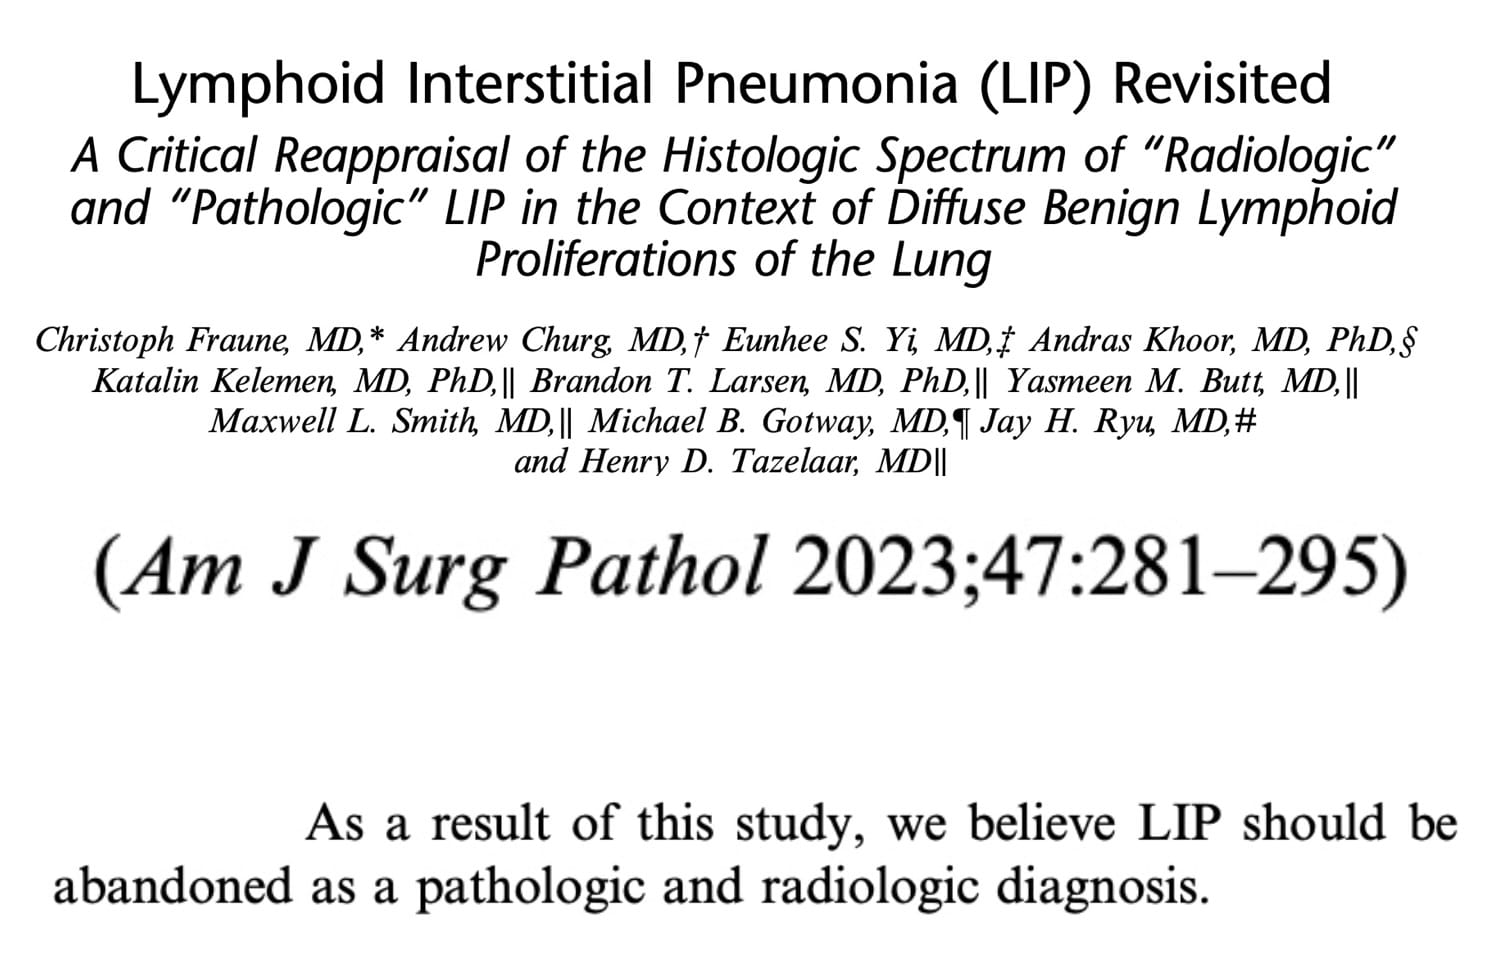 Lymphoid Interstitial Pneumonia (LIP) Revisited
A Critical Reappraisal of the Histologic Spectrum of “Radiologic”
and “Pathologic” LIP in the Context of Diffuse Benign Lymphoid
Proliferations of the Lung
Christoph Fraune, MD,* Andrew Churg, MD,† Eunhee S. Yi, MD,‡ Andras Khoor, MD, PhD,§
Katalin Kelemen, MD, PhD,∥ Brandon T. Larsen, MD, PhD,∥ Yasmeen M. Butt, MD,∥
Maxwell L. Smith, MD,∥ Michael B. Gotway, MD,¶ Jay H. Ryu, MD,#
and Henry D. Tazelaar, MD∥
(Am J Surg Pathol 2023;47:281–295)
As a result of this study, we believe LIP should be
abandoned as a pathologic and radiologic diagnosis.